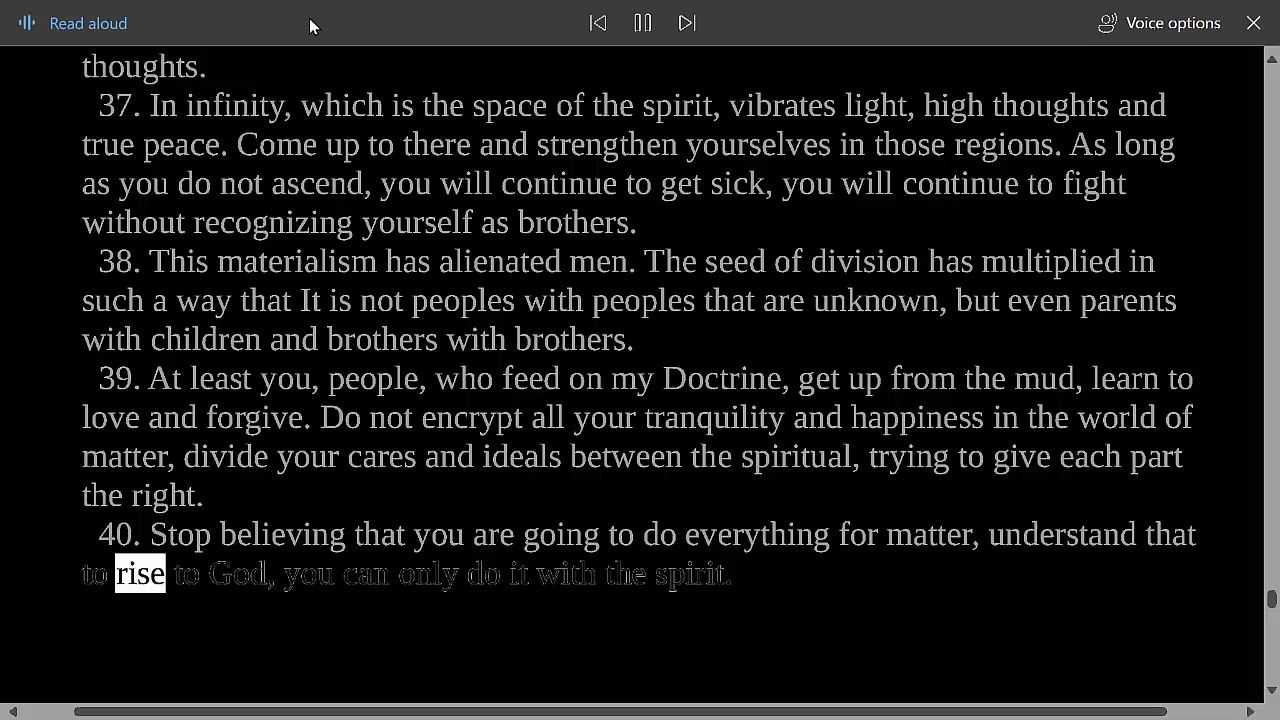 Read aloud
Voice options
thoughts.
37. In infinity, which is the space of the spirit, vibrates light, high thoughts and
true peace. Come up to there and strengthen yourselves in those regions. As long
as you do not ascend, you will continue to get sick, you will continue to fight
without recognizing yourself as brothers.
38. This materialism has alienated men. The seed of division has multiplied in
such a way that It is not peoples with peoples that are unknown, but even parents
with children and brothers with brothers.
39. At least you, people, who feed on my Doctrine, get up from the mud, learn to
love and forgive. Do not encrypt all your tranquility and happiness in the world of
matter, divide your cares and ideals between the spiritual, trying to give each part
the right.
40. Stop believing that you are going to do everything for matter, understand that
to rise to God, you can only do it with the spirit.